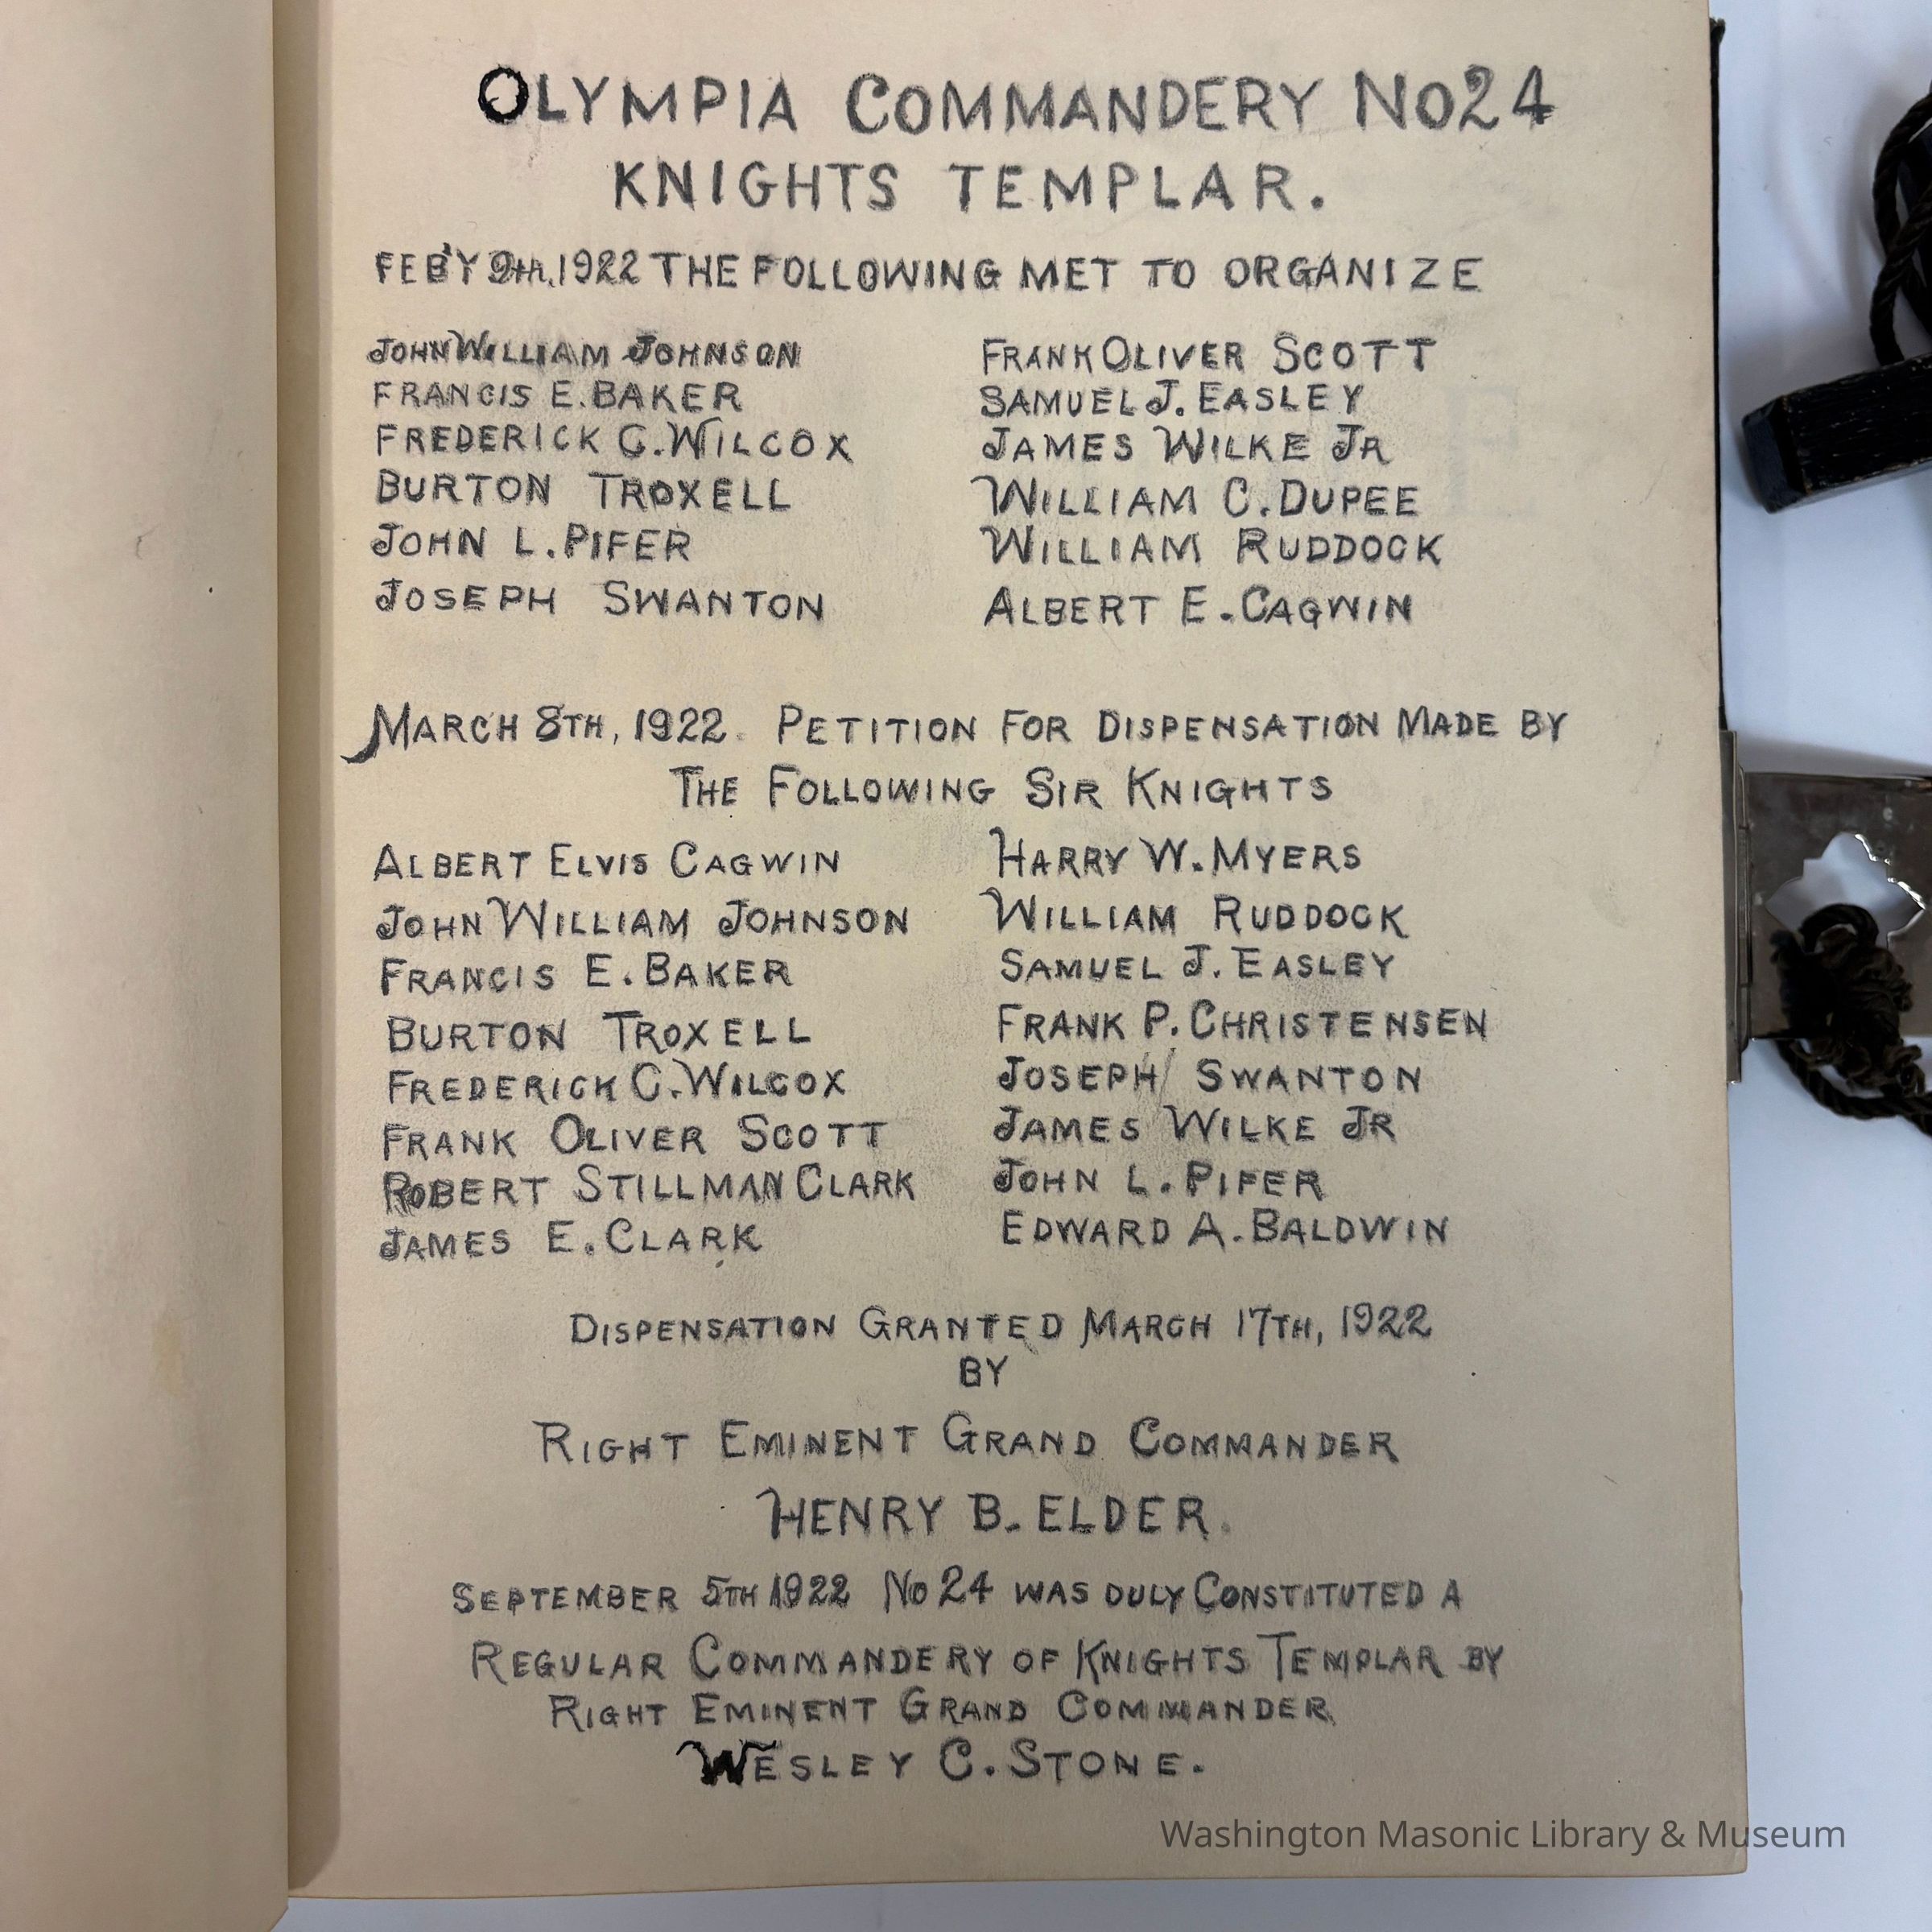 OLYMPIA COMMANDERY NO24
KNIGHTS TEMPLAR.
FEB'Y 9th, 1922 THE FOLLOWING MET TO ORGANIZE
JOHN WILLIAM JOHNSON
FRANCIS E. BAKER
FREDERICK C. WILCOX
BURTON TROXELL
JOHN L. PIFER
JOSEPH SWANTON
FRANK OLIVER SCOTT
SAMUEL J. EASLEY
JAMES WILKE JR
WILLIAM C. DUPEE
WILLIAM RUDDOCK
ALBERT E. CAGWIN
MARCH 8TH, 1922. PETITION FOR DISPENSATION MADE BY
THE FOLLOWING SIR KNIGHTS
ALBERT ELVIS CAGWIN
JOHN WILLIAM JOHNSON
FRANCIS E. BAKER
BURTON TROXELL
FREDERICK C. WILCOX
FRANK OLIVER SCOTT
ROBERT STILLMAN CLARK
JAMES E. CLARK
HARRY W. MYERS
WILLIAM RUDDOCK
SAMUEL J. EASLEY
FRANK P. CHRISTENSEN
JOSEPH SWANTON
JAMES WILKE JR
JOHN L. PIFER
EDWARD A. BALDWIN
DISPENSATION GRANTED MARCH 17TH, 1922
BY
RIGHT EMINENT GRAND COMMANDER
HENRY B. ELDER.
SEPTEMBER 5TH 1922 NO 24 WAS DULY CONSTITUTED A
REGULAR COMMANDERY OF KNIGHTS TEMPLAR BY
RIGHT EMINENT GRAND COMMANDER
WESLEY C. STONE.
Washington Masonic Library & Museum